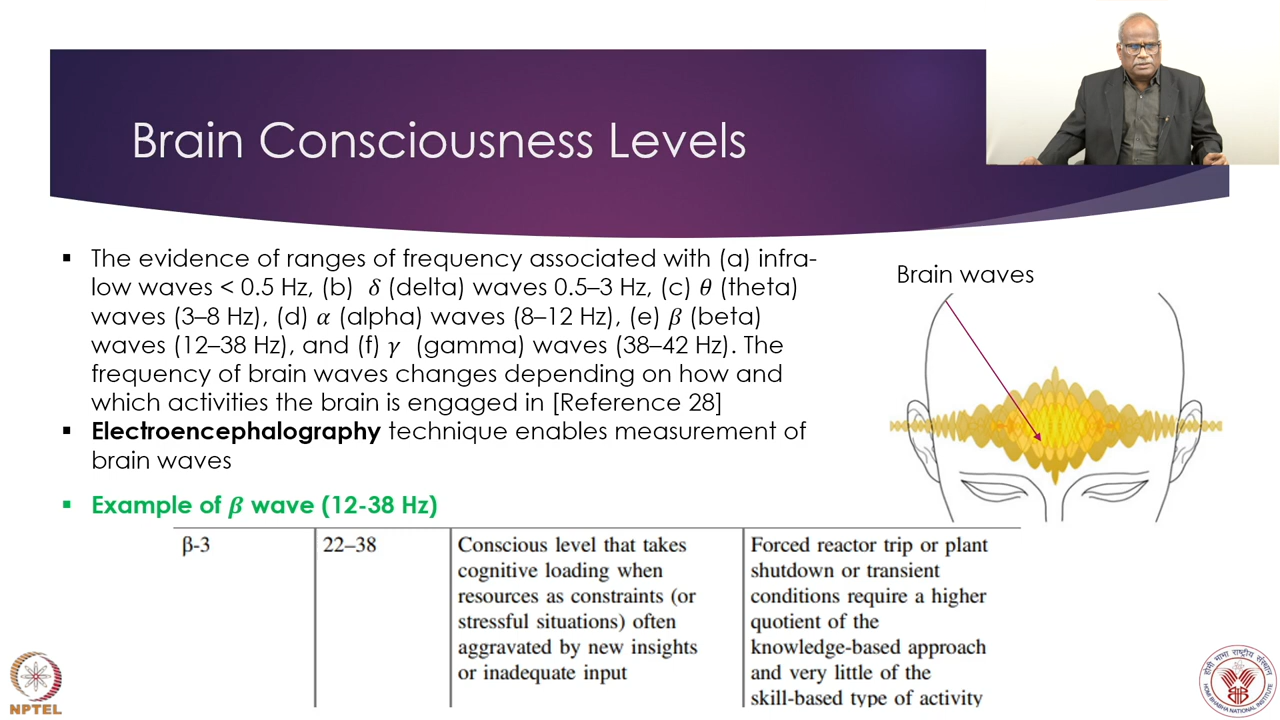 Brain Consciousness Levels
▪ The evidence of ranges of frequency associated with (a) infra-
low waves < 0.5 Hz, (b) δ (delta) waves 0.5–3 Hz, (c) θ (theta)
waves (3–8 Hz), (d) α (alpha) waves (8–12 Hz), (e) β (beta)
waves (12–38 Hz), and (f) γ (gamma) waves (38–42 Hz). The
frequency of brain waves changes depending on how and
which activities the brain is engaged in [Reference 28]
▪ Electroencephalography technique enables measurement of
brain waves
▪ Example of β wave (12-38 Hz)
Brain waves
β-3
22–38
Conscious level that takes
cognitive loading when
resources as constraints (or
stressful situations) often
aggravated by new insights
or inadequate input
Forced reactor trip or plant
shutdown or transient
conditions require a higher
quotient of the
knowledge-based approach
and very little of the
skill-based type of activity
NPTEL
होमी भाभा राष्ट्रीय संस्थान
HOMI BHABHA NATIONAL INSTITUTE